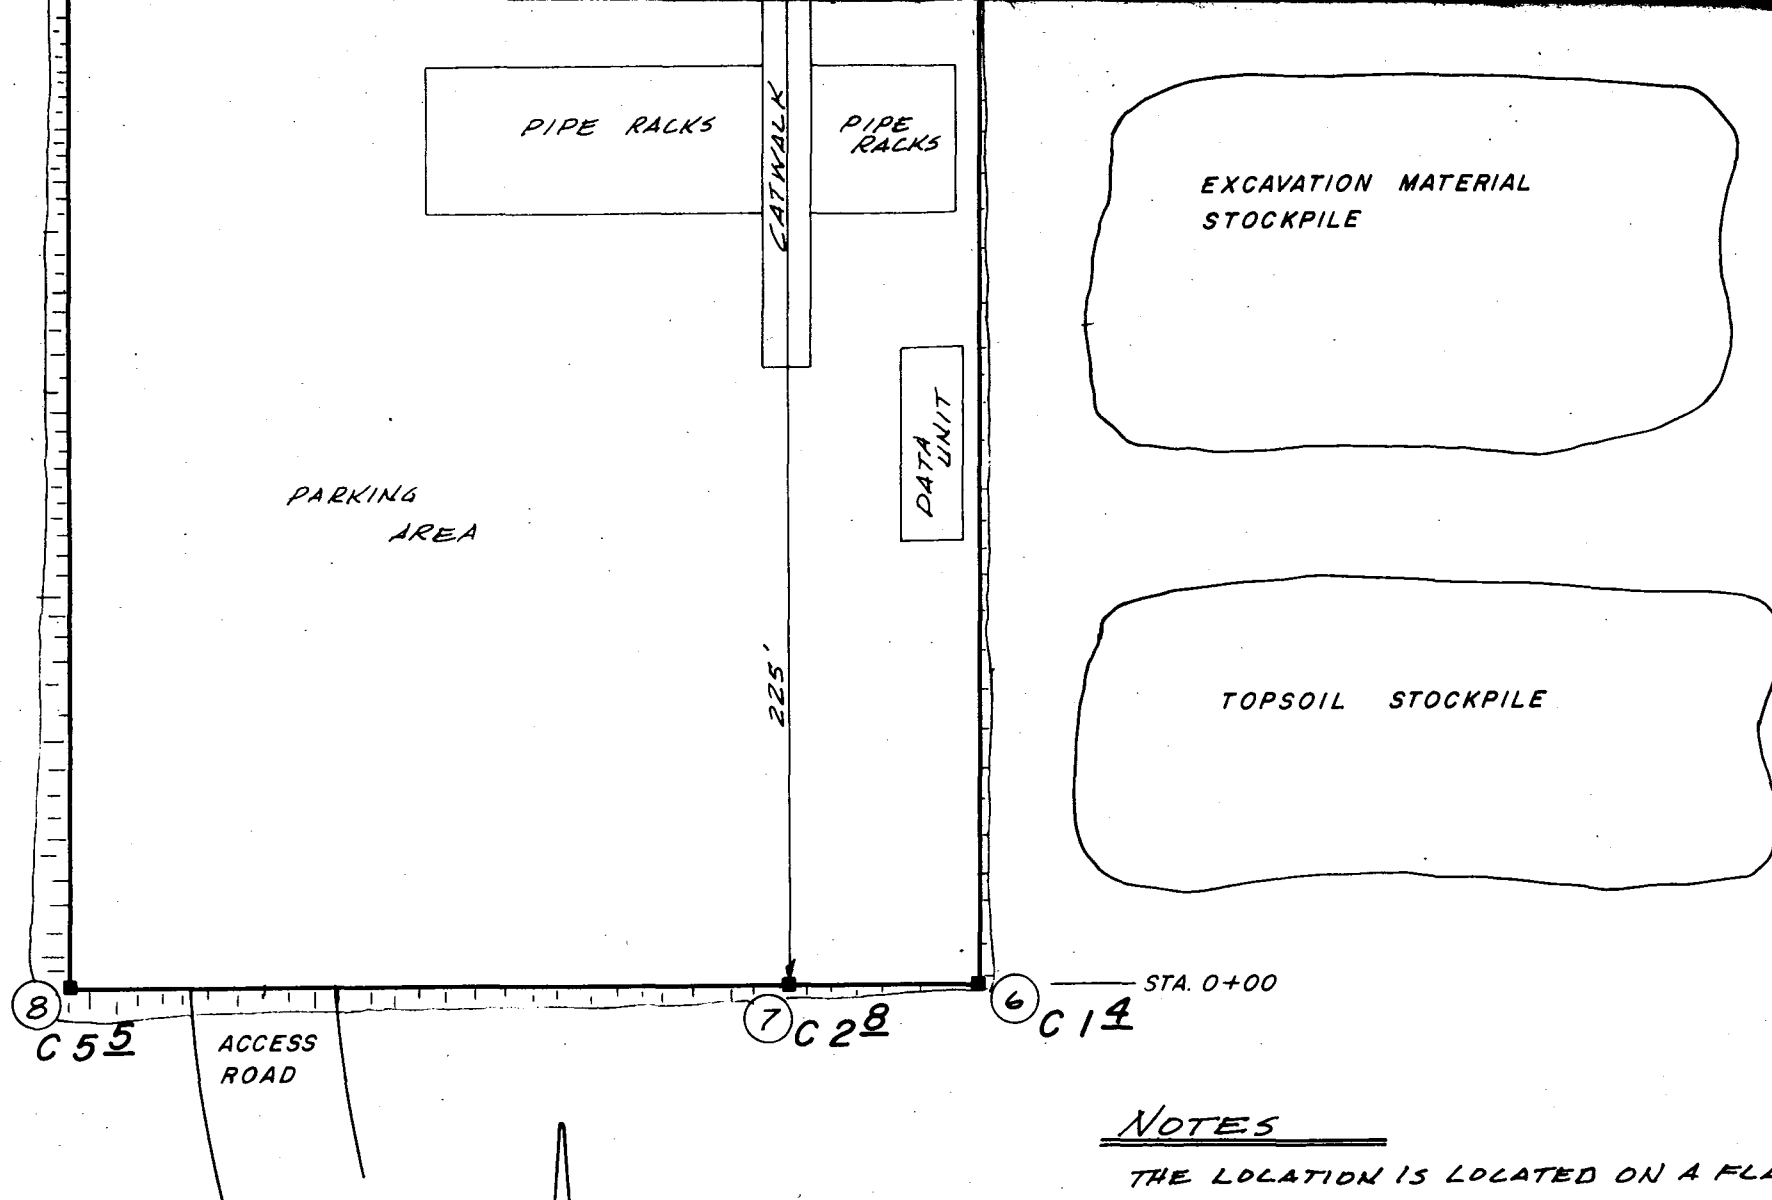 PIPE RACKS
CATWALK
PIPE
RACKS
EXCAVATION MATERIAL
STOCKPILE
DATA
UNIT
PARKING
AREA
225'
TOPSOIL STOCKPILE
8
C 5 5
7
C 2 8
6
C 1 4
STA. 0+00
ACCESS
ROAD
NOTES
THE LOCATION IS LOCATED ON A